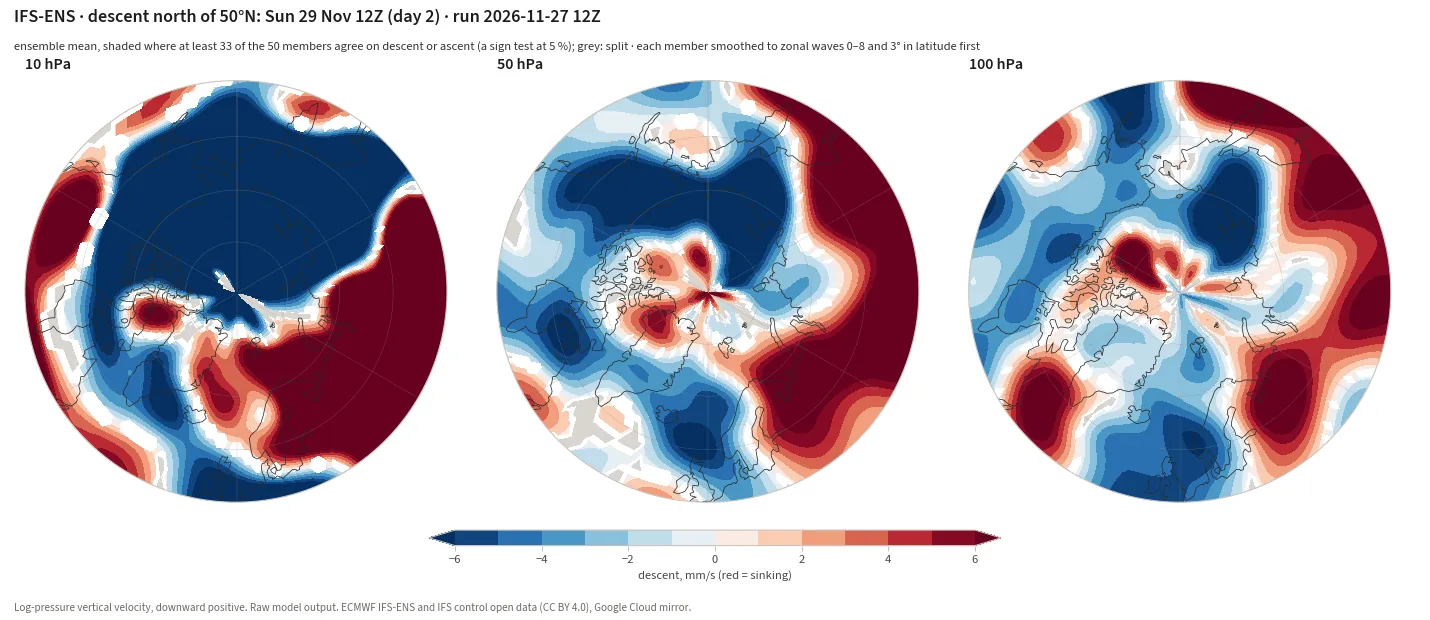 IFS-ENS · descent north of 50°N: Sun 29 Nov 12Z (day 2) · run 2026-11-27 12Z
ensemble mean, shaded where at least 33 of the 50 members agree on descent or ascent (a sign test at 5 %); grey: split · each member smoothed to zonal waves 0–8 and 3° in latitude first
10 hPa
50 hPa
100 hPa
−6 −4 −2 0 2 4 6
descent, mm/s (red = sinking)
Log-pressure vertical velocity, downward positive. Raw model output. ECMWF IFS-ENS and IFS control open data (CC BY 4.0), Google Cloud mirror.